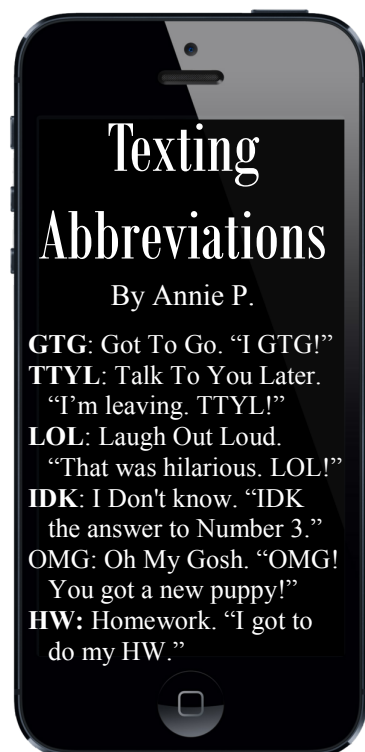 Texting
Abbreviations
By Annie P.
GTG: Got To Go. “I GTG!”
TTYL: Talk To You Later.
“I’m leaving. TTYL!”
LOL: Laugh Out Loud.
“That was hilarious. LOL!”
IDK: I Don't know. “IDK
the answer to Number 3.”
OMG: Oh My Gosh. “OMG!
You got a new puppy!”
HW: Homework. “I got to
do my HW.”